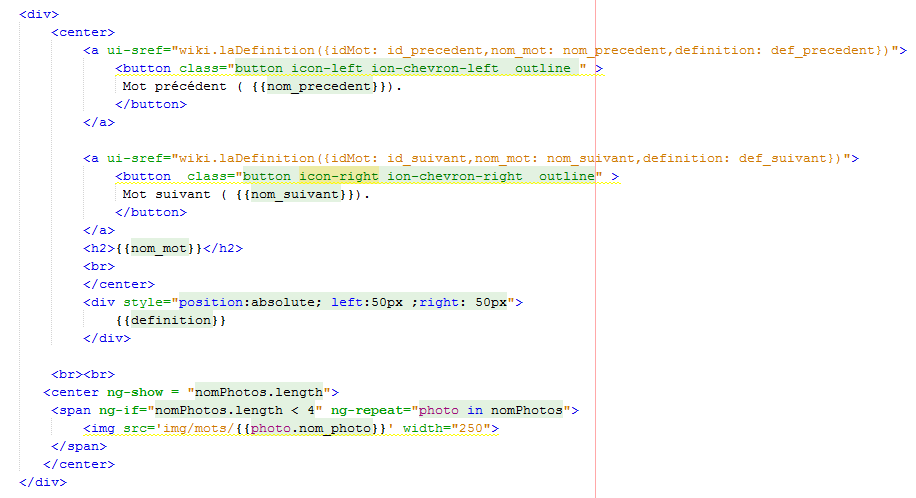 <div>
<center>
<a ui-sref="wiki.laDefinition({idMot: id_precedent,nom_mot: nom_precedent,definition: def_precedent})">
<button class="button icon-left ion-chevron-left  outline " >
Mot précédent ( {{nom_precedent}}).
</button>
</a>
<a ui-sref="wiki.laDefinition({idMot: id_suivant,nom_mot: nom_suivant,definition: def_suivant})">
<button  class="button icon-right ion-chevron-right  outline" >
Mot suivant ( {{nom_suivant}}).
</button>
</a>
<h2>{{nom_mot}}</h2>
<br>
</center>
<div style="position:absolute; left:50px ;right: 50px">
{{definition}}
</div>
<br><br>
<center ng-show = "nomPhotos.length">
<span ng-if="nomPhotos.length < 4" ng-repeat="photo in nomPhotos">
<img src='img/mots/{{photo.nom_photo}}' width="250">
</span>
</center>
</div>